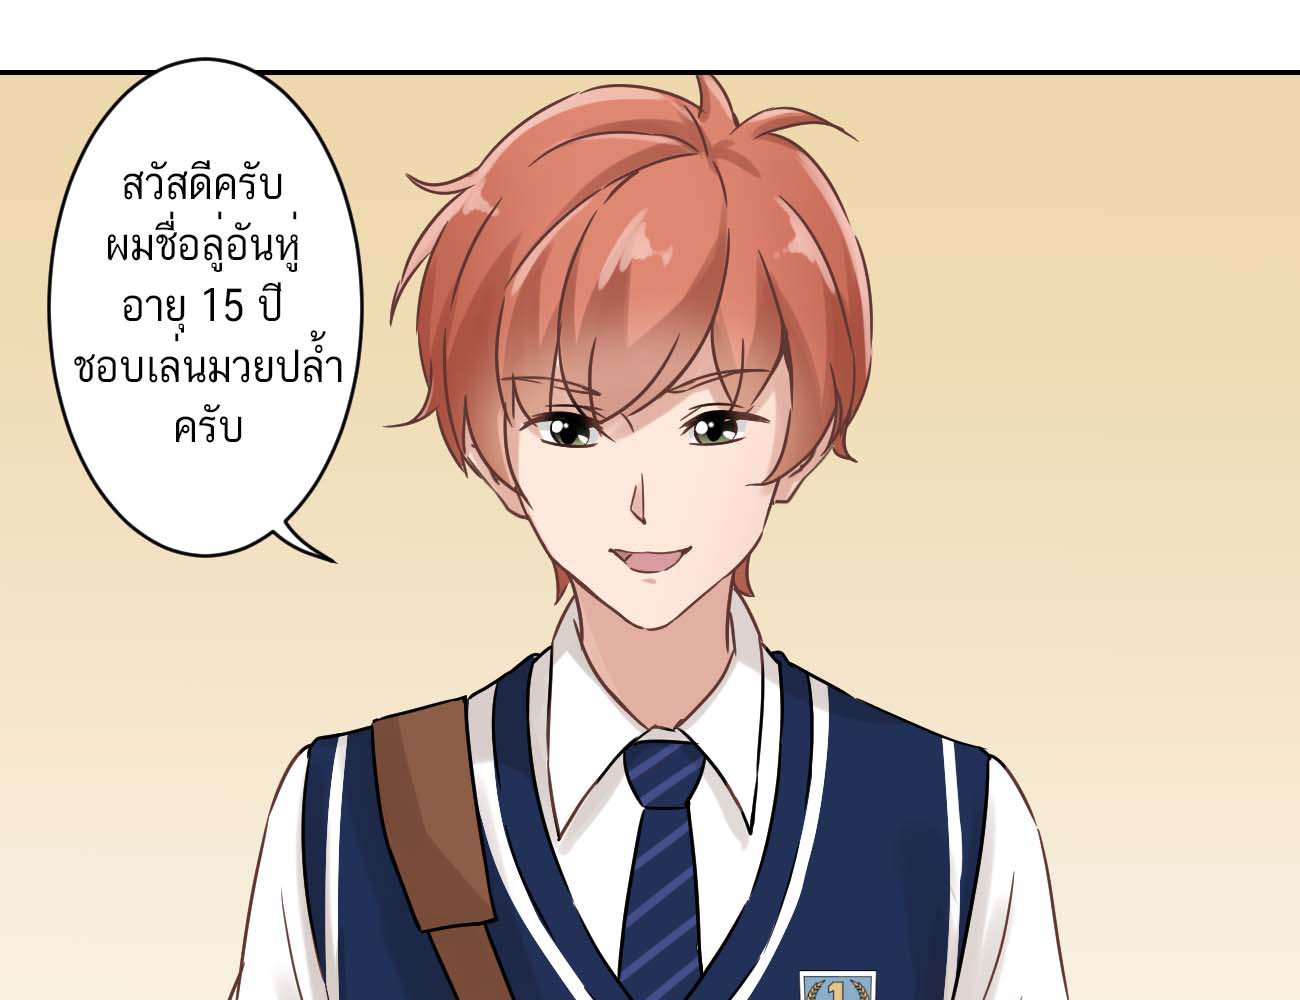 สวัสดีครับ
ผมชื่อลู่อันหู่
อายุ 15 ปี
ชอบเล่นมวยปล้ำ
ครับ
1